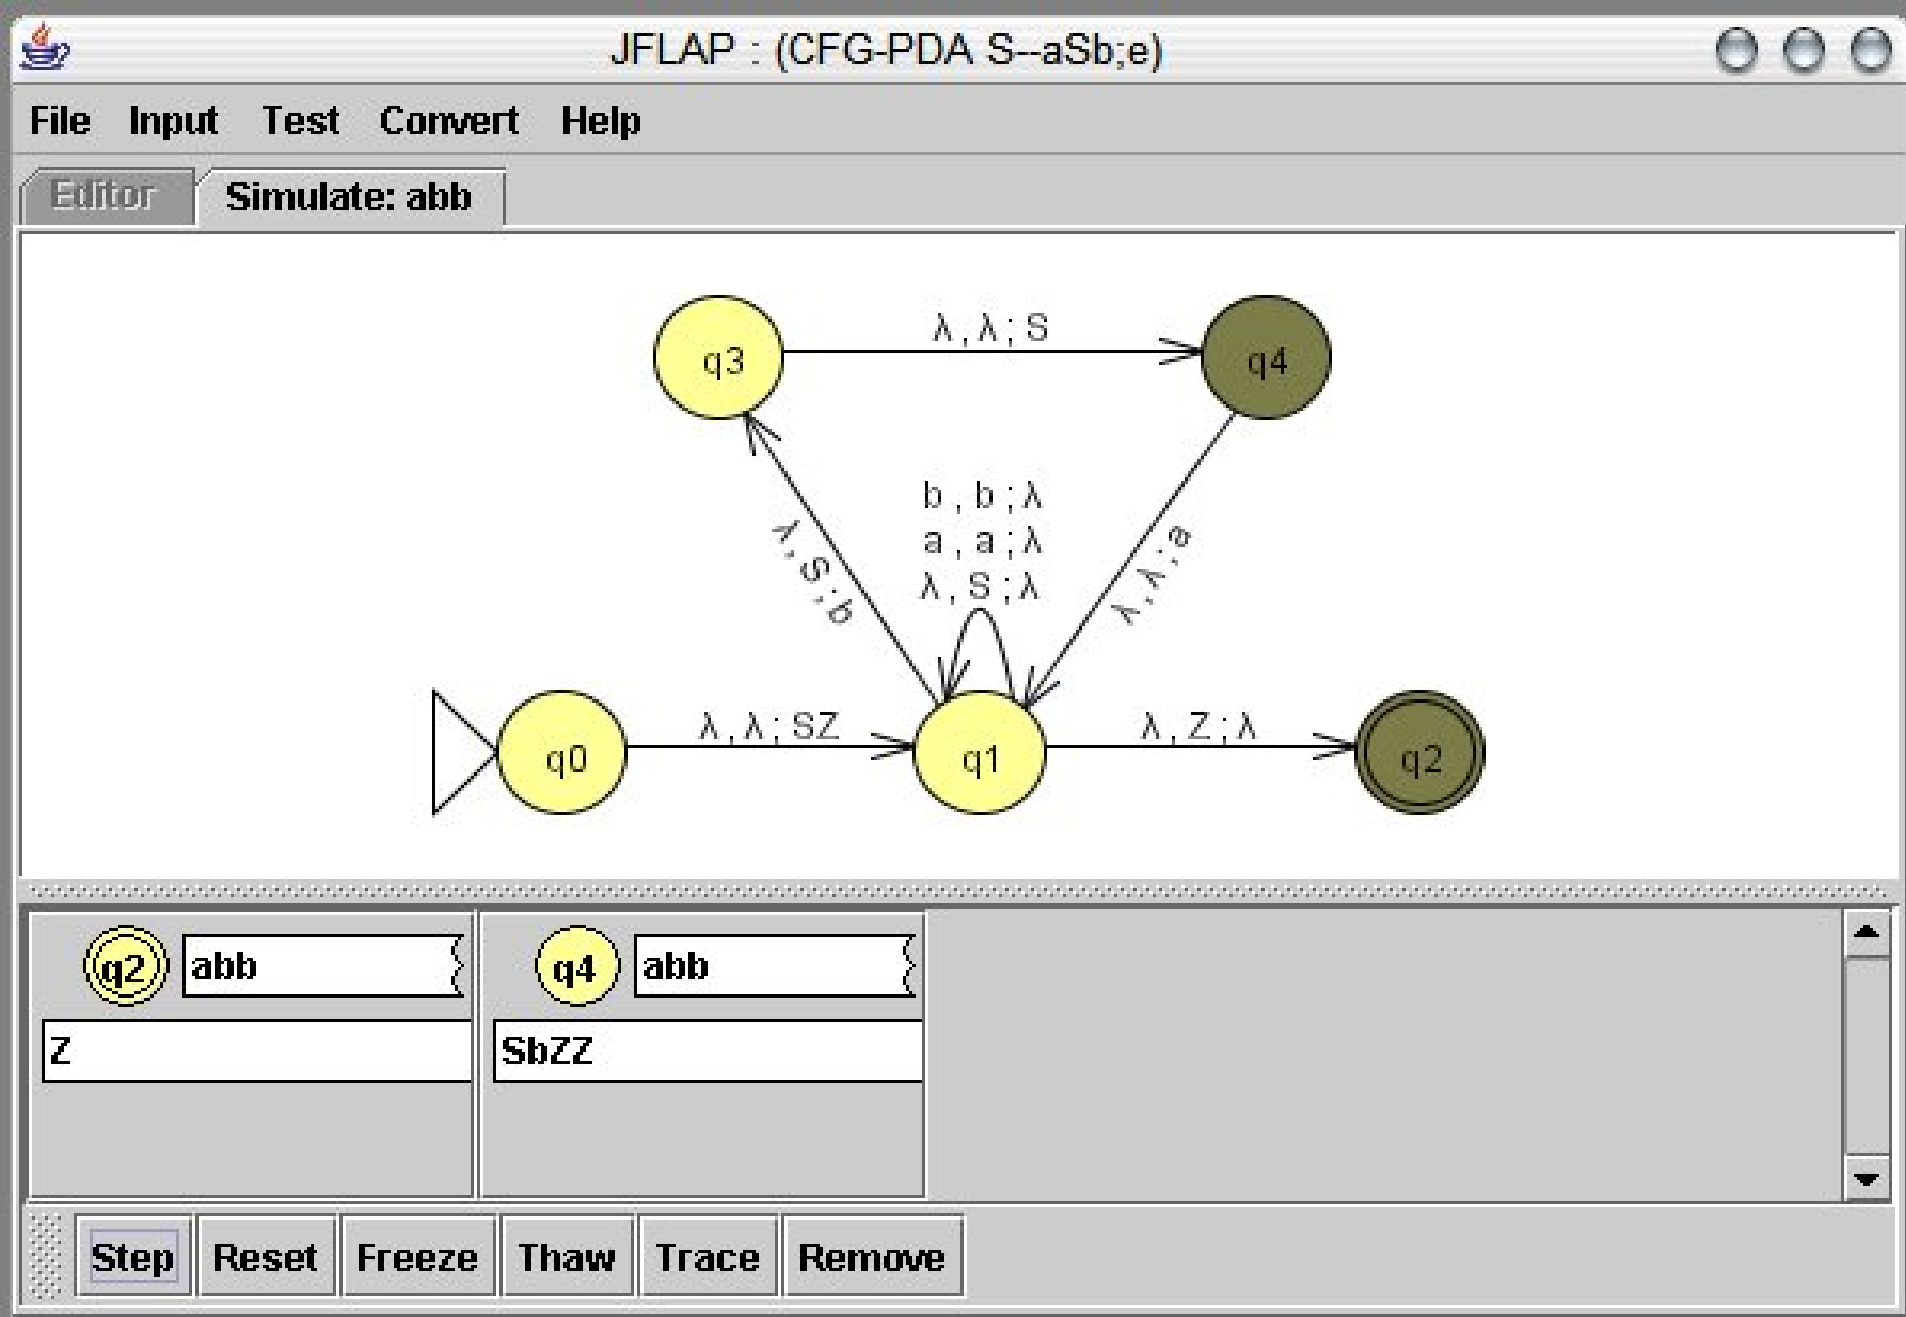 JFLAP : (CFG-PDA S--aSb;e)
File Input Test Convert Help
Editor Simulate: abb
λ , λ ; S
q3 q4
b , b ; λ
a , a ; λ
λ , S ; λ
λ , S ; b
λ , λ ; a
λ , λ ; SZ
λ , Z ; λ
q0 q1 q2
q2 abb q4 abb
Z SbZZ
Step Reset Freeze Thaw Trace Remove